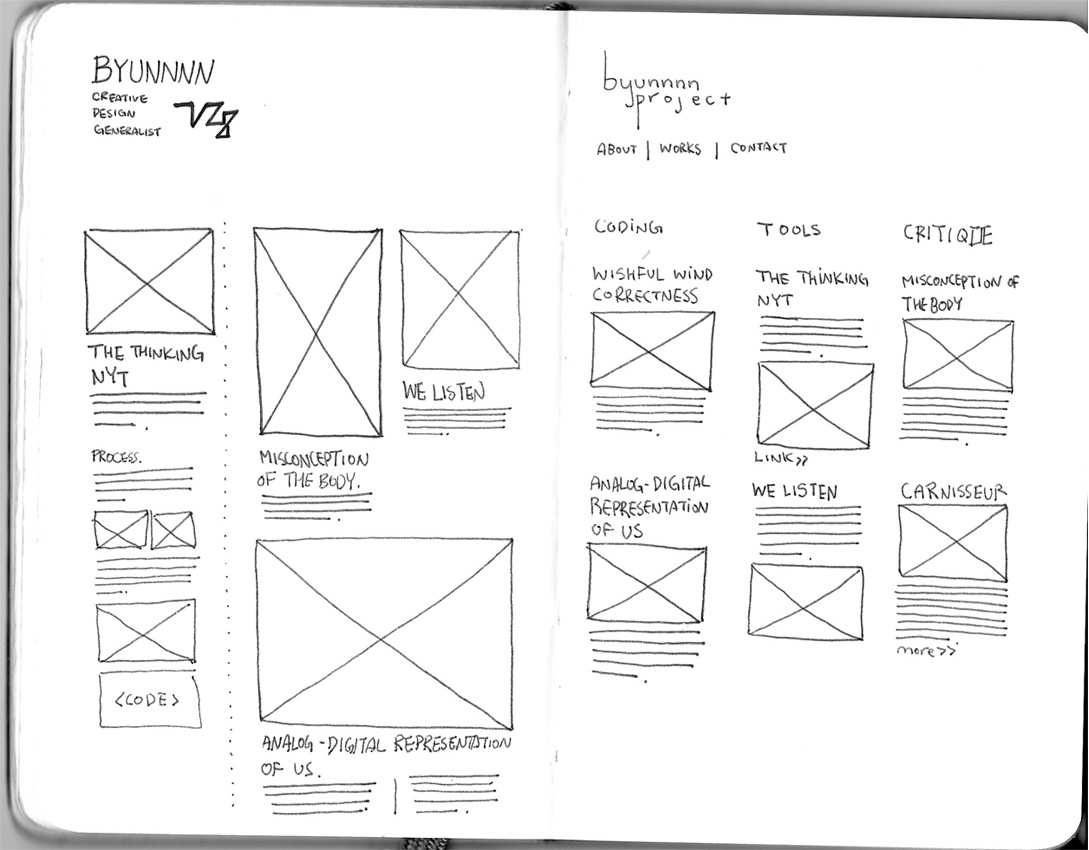 BYUNNNN
CREATIVE
DESIGN
GENERALIST
THE THINKING
NYT
PROCESS.
<CODE>
MISCONCEPTION
OF THE BODY.
WE LISTEN
ANALOG-DIGITAL REPRESENTATION
OF US.
byunnnn
project
ABOUT | WORKS | CONTACT
CODING
WISHFUL WIND
CORRECTNESS
ANALOG-DIGITAL
REPRESENTATION
OF US
TOOLS
THE THINKING
NYT
LINK>>
WE LISTEN
CRITIQUE
MISCONCEPTION OF
THE BODY
CARNISSEUR
more>>